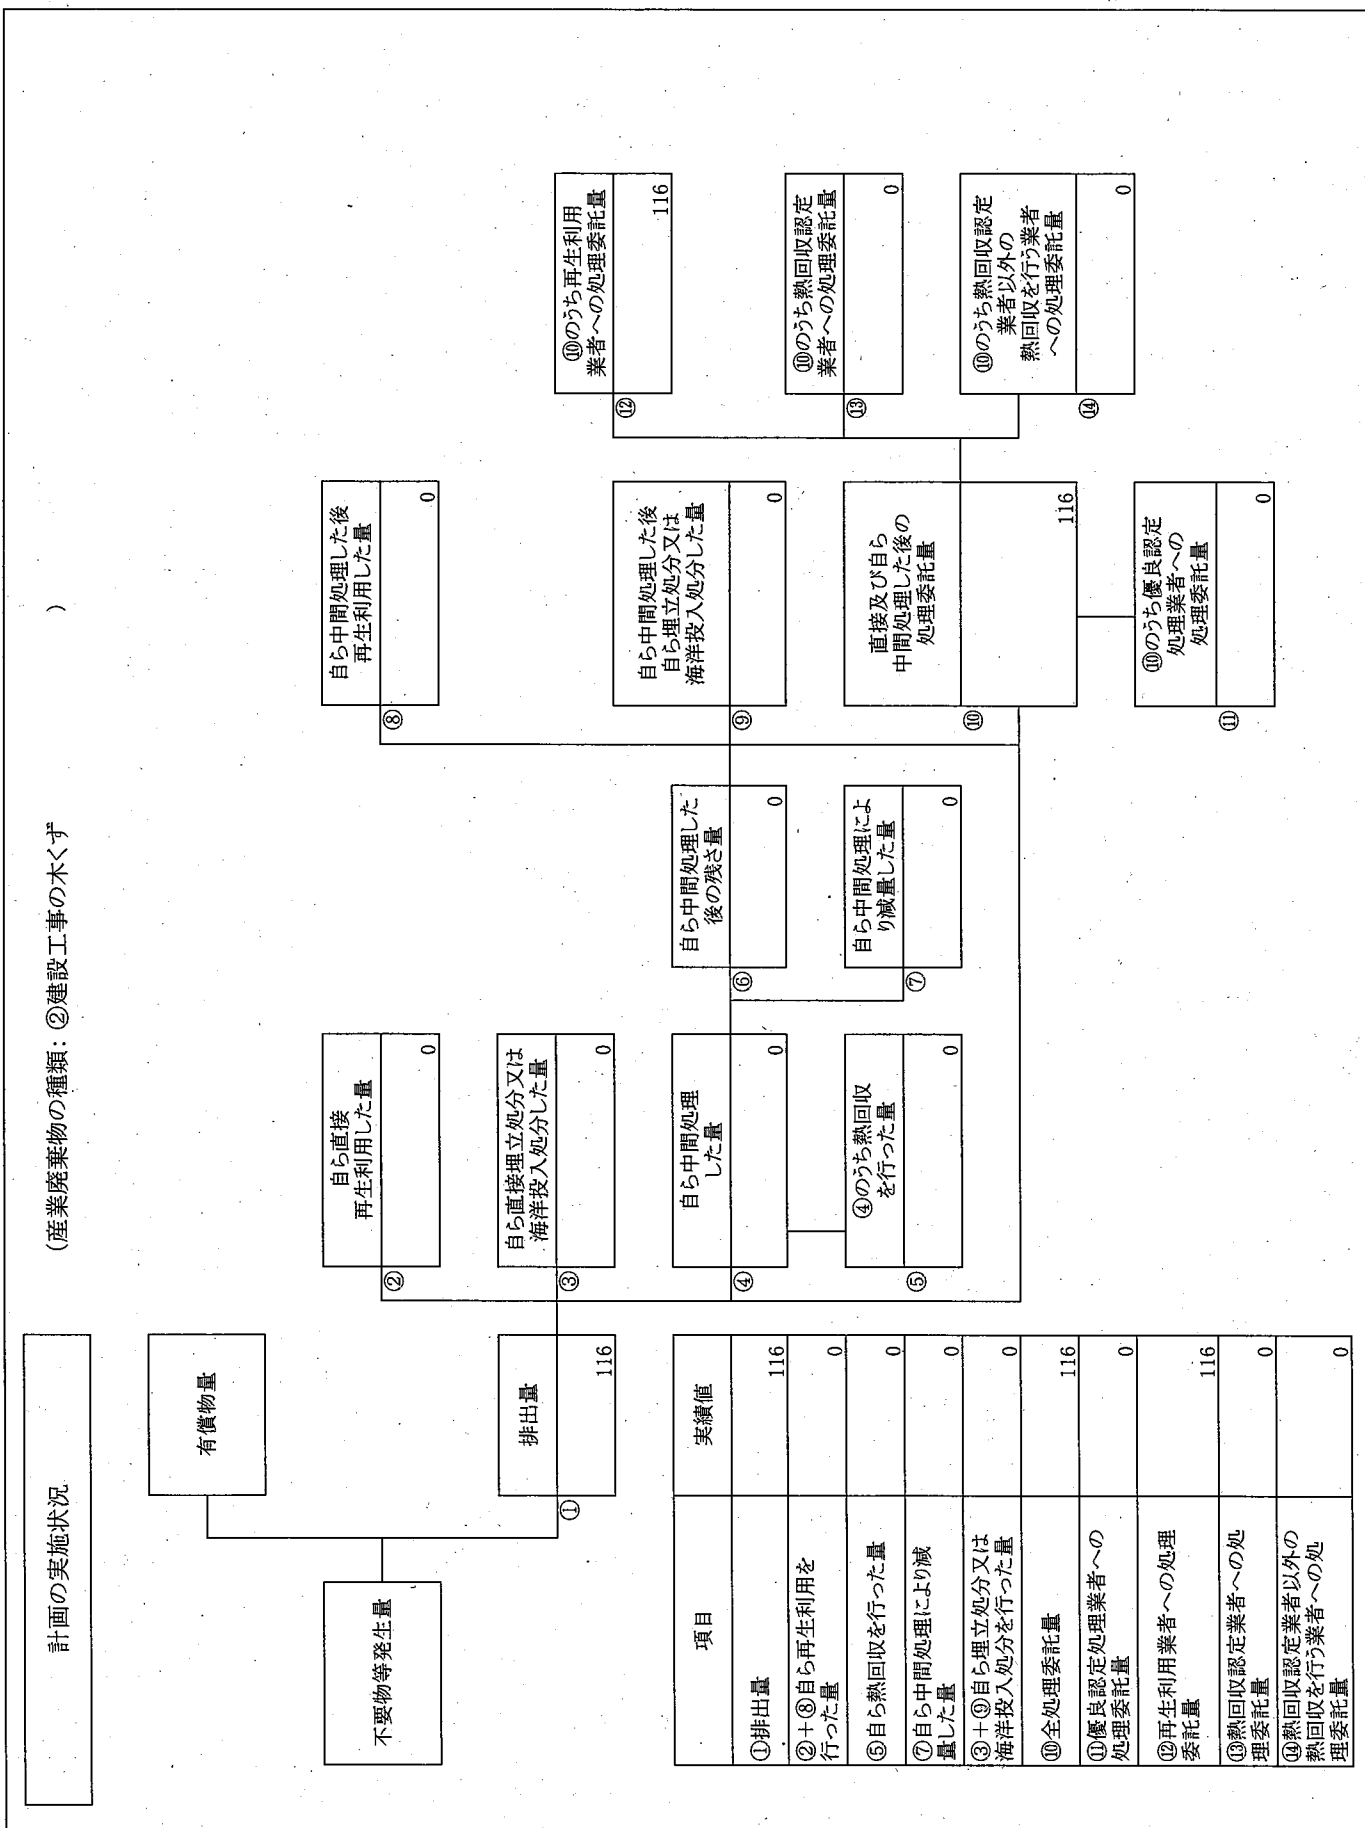 計画の実施状況
(産業廃棄物の種類：②建設工事の木くず )
不要物等発生量
有償物量
排出量
①
116
自ら直接
再生利用した量
②
0
自ら直接埋立処分又は
海洋投入処分した量
③
0
自ら中間処理
した量
④
0
④のうち熱回収
を行った量
⑤
0
自ら中間処理した
後の残さ量
⑥
0
自ら中間処理によ
り減量した量
⑦
0
自ら中間処理した後
再生利用した量
⑧
0
自ら中間処理した後
自ら埋立処分又は
海洋投入処分した量
⑨
0
直接及び自ら
中間処理した後の
処理委託量
⑩
116
⑩のうち優良認定
処理業者への
処理委託量
⑪
0
⑩のうち再生利用
業者への処理委託量
⑫
116
⑩のうち熱回収認定
業者への処理委託量
⑬
0
⑩のうち熱回収認定
業者以外の
熱回収を行う業者
への処理委託量
⑭
0
項目 実績値
①排出量 116
②+⑧自ら再生利用を
行った量 0
⑤自ら熱回収を行った量 0
⑦自ら中間処理により減
量した量 0
③+⑨自ら埋立処分又は
海洋投入処分を行った量 0
⑩全処理委託量 116
⑪優良認定処理業者への
処理委託量 0
⑫再生利用業者への処理
委託量 116
⑬熱回収認定業者への処
理委託量 0
⑭熱回収認定業者以外の
熱回収を行う業者への処
理委託量 0